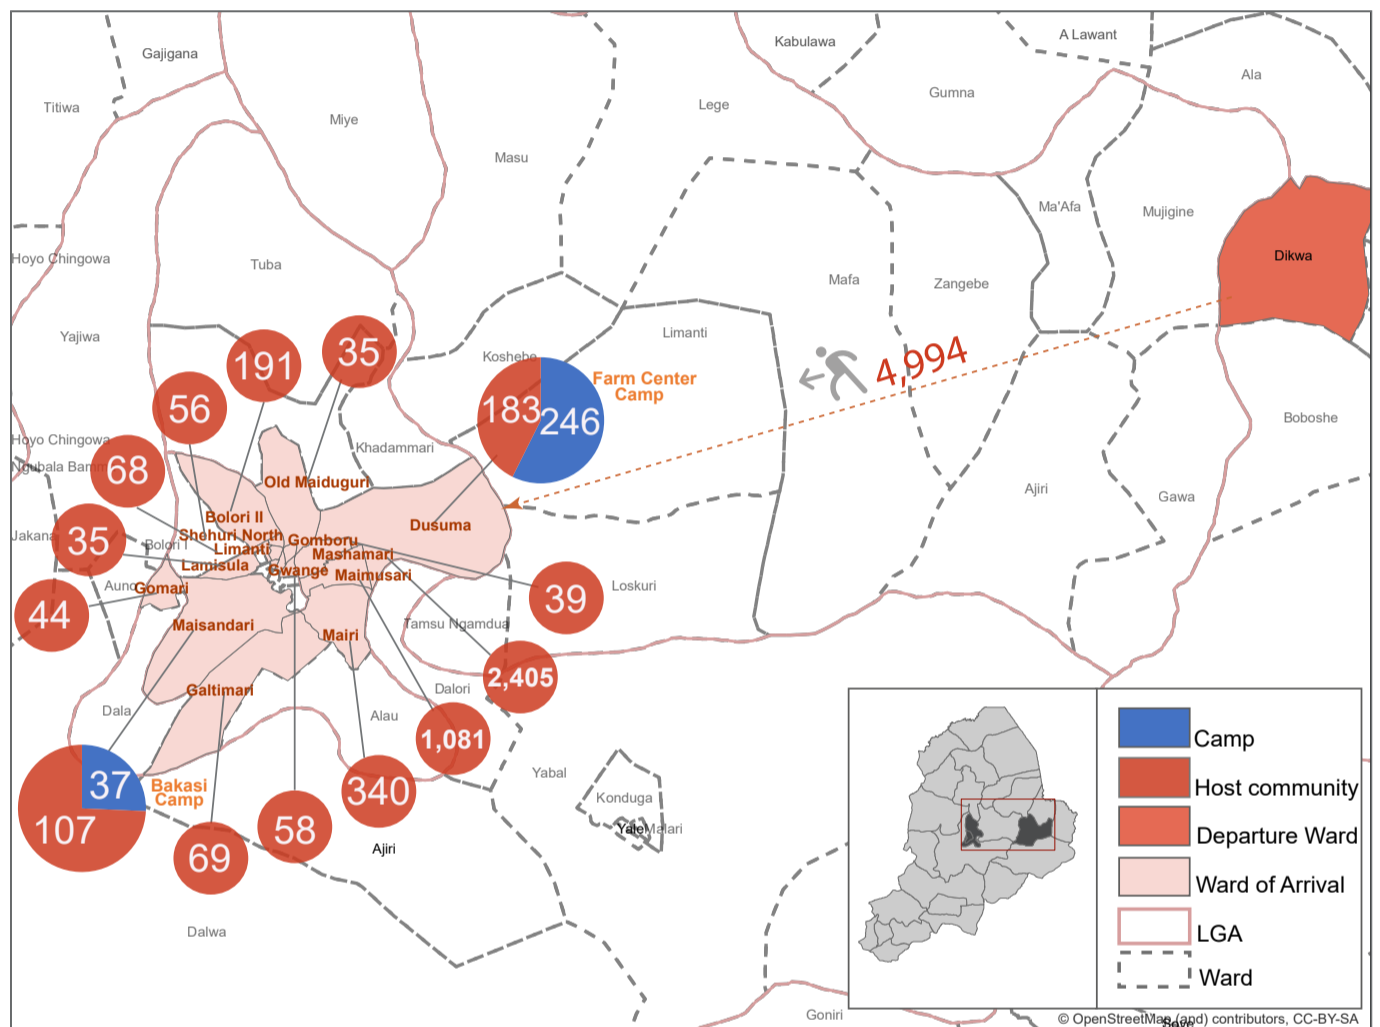 Gajigana
Kabulawa
A Lawant
Ala
Titiwa
Miye
Lege
Gumna
Masu
Ma'Afa
Mujigine
Hoyo Chingowa
Tuba
Dikwa
Mafa
Zangebe
Yajiwa
Limanti
191
35
Koshebe
4,994
Farm Center
Camp
56
183
246
Boboshe
Hoyo Chingowa
Khadammari
68
Old Maiduguri
Ajiri
Gawa
Bolori II
Dusuma
35
Jakana
Bolori I
Shehuri North
Gomboru
Limanti
Mashamari
Lamisula
Gwange
Maimusari
Auno
Gomari
39
Loskuri
44
Maisandari
Mairi
Tamsu Ngamdua
2,405
Galtimari
Dalori
Dala
Alau
1,081
Yabal
37
Bakasi
Camp
340
Konduga
107
58
Yale
Malari
69
Ajiri
Dalwa
Goniri
Camp
Host community
Departure Ward
Ward of Arrival
LGA
Ward
© OpenStreetMap (and) contributors, CC-BY-SA